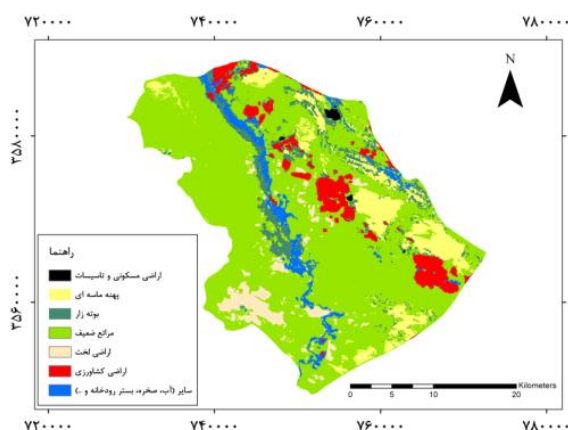 ۷۲۰۰۰۰ ۷۴۰۰۰۰ ۷۶۰۰۰۰ ۷۸۰۰۰۰
N
۳۵۸۰۰۰۰
۳۵۶۰۰۰۰
راهنما
اراضی مسکونی و تاسیسات
پهنه ماسه ای
بوته زار
مراتع ضعیف
اراضی لخت
اراضی کشاورزی
سایر (آب، صخره، بستر رودخانه و ..)
Kilometers
0 5 10 20
۷۲۰۰۰۰ ۷۴۰۰۰۰ ۷۶۰۰۰۰ ۷۸۰۰۰۰